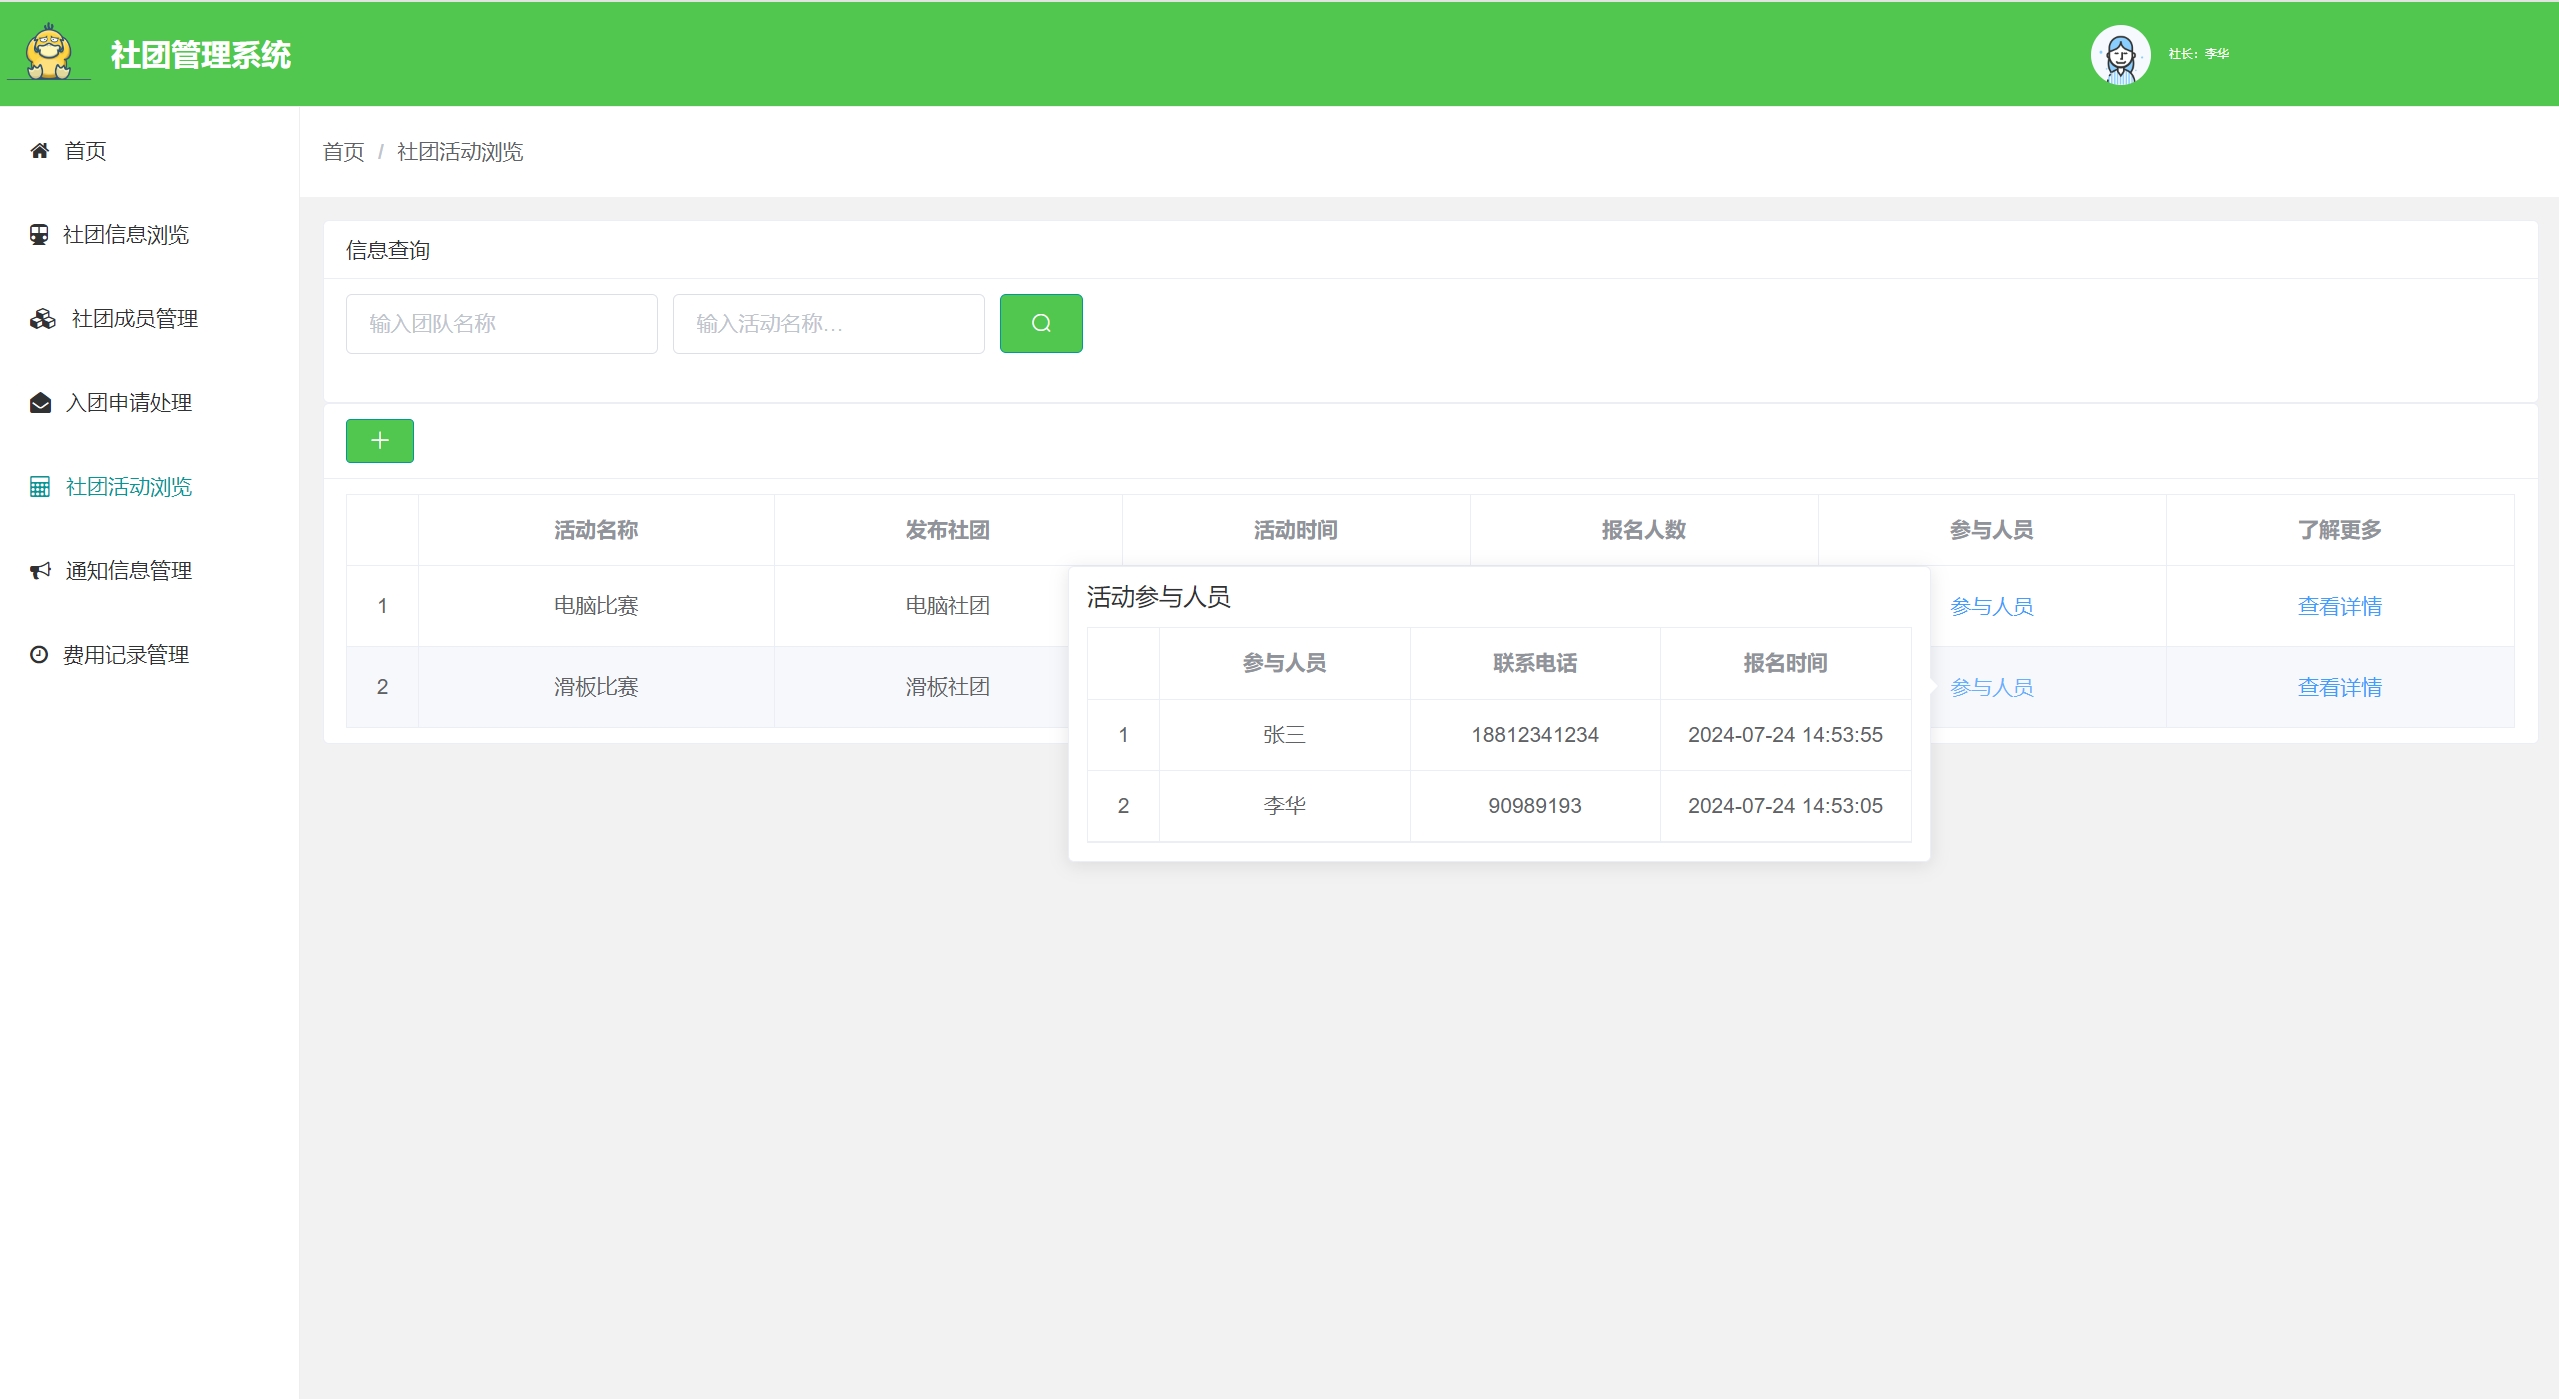 社团管理系统
社长：李华
首页
社团信息浏览
社团成员管理
入团申请处理
社团活动浏览
通知信息管理
费用记录管理
首页 / 社团活动浏览
信息查询
输入团队名称 输入活动名称...
活动名称 发布社团 活动时间 报名人数 参与人员 了解更多
1 电脑比赛 电脑社团 参与人员 查看详情
2 滑板比赛 滑板社团 参与人员 查看详情
活动参与人员
参与人员 联系电话 报名时间
1 张三 18812341234 2024-07-24 14:53:55
2 李华 90989193 2024-07-24 14:53:05